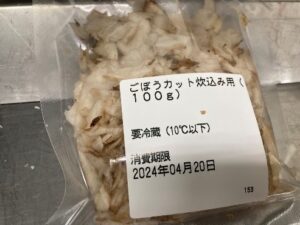 ごぼうカット炊込み用(
100g)
要冷蔵(10℃以下)
消費期限
2024年04月20日
153